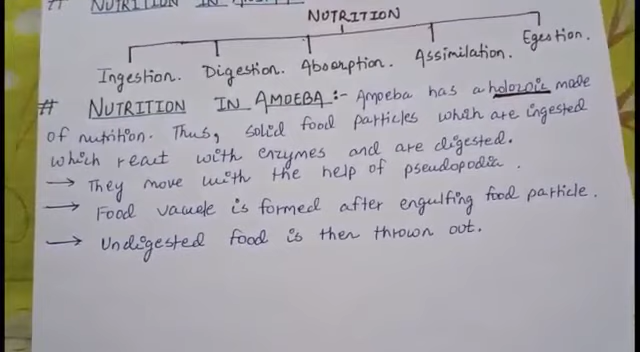 # NUTRITION IN
NUTRITION
Ingestion. Digestion. Absorption. Assimilation. Egestion.
# NUTRITION IN AMOEBA:- Amoeba has a holozoic mode
of nutrition. Thus, solid food particles which are ingested
which react with enzymes and are digested.
→ They move with the help of pseudopodia.
→ Food vacuole is formed after engulfing food particle.
→ Undigested food is then thrown out.